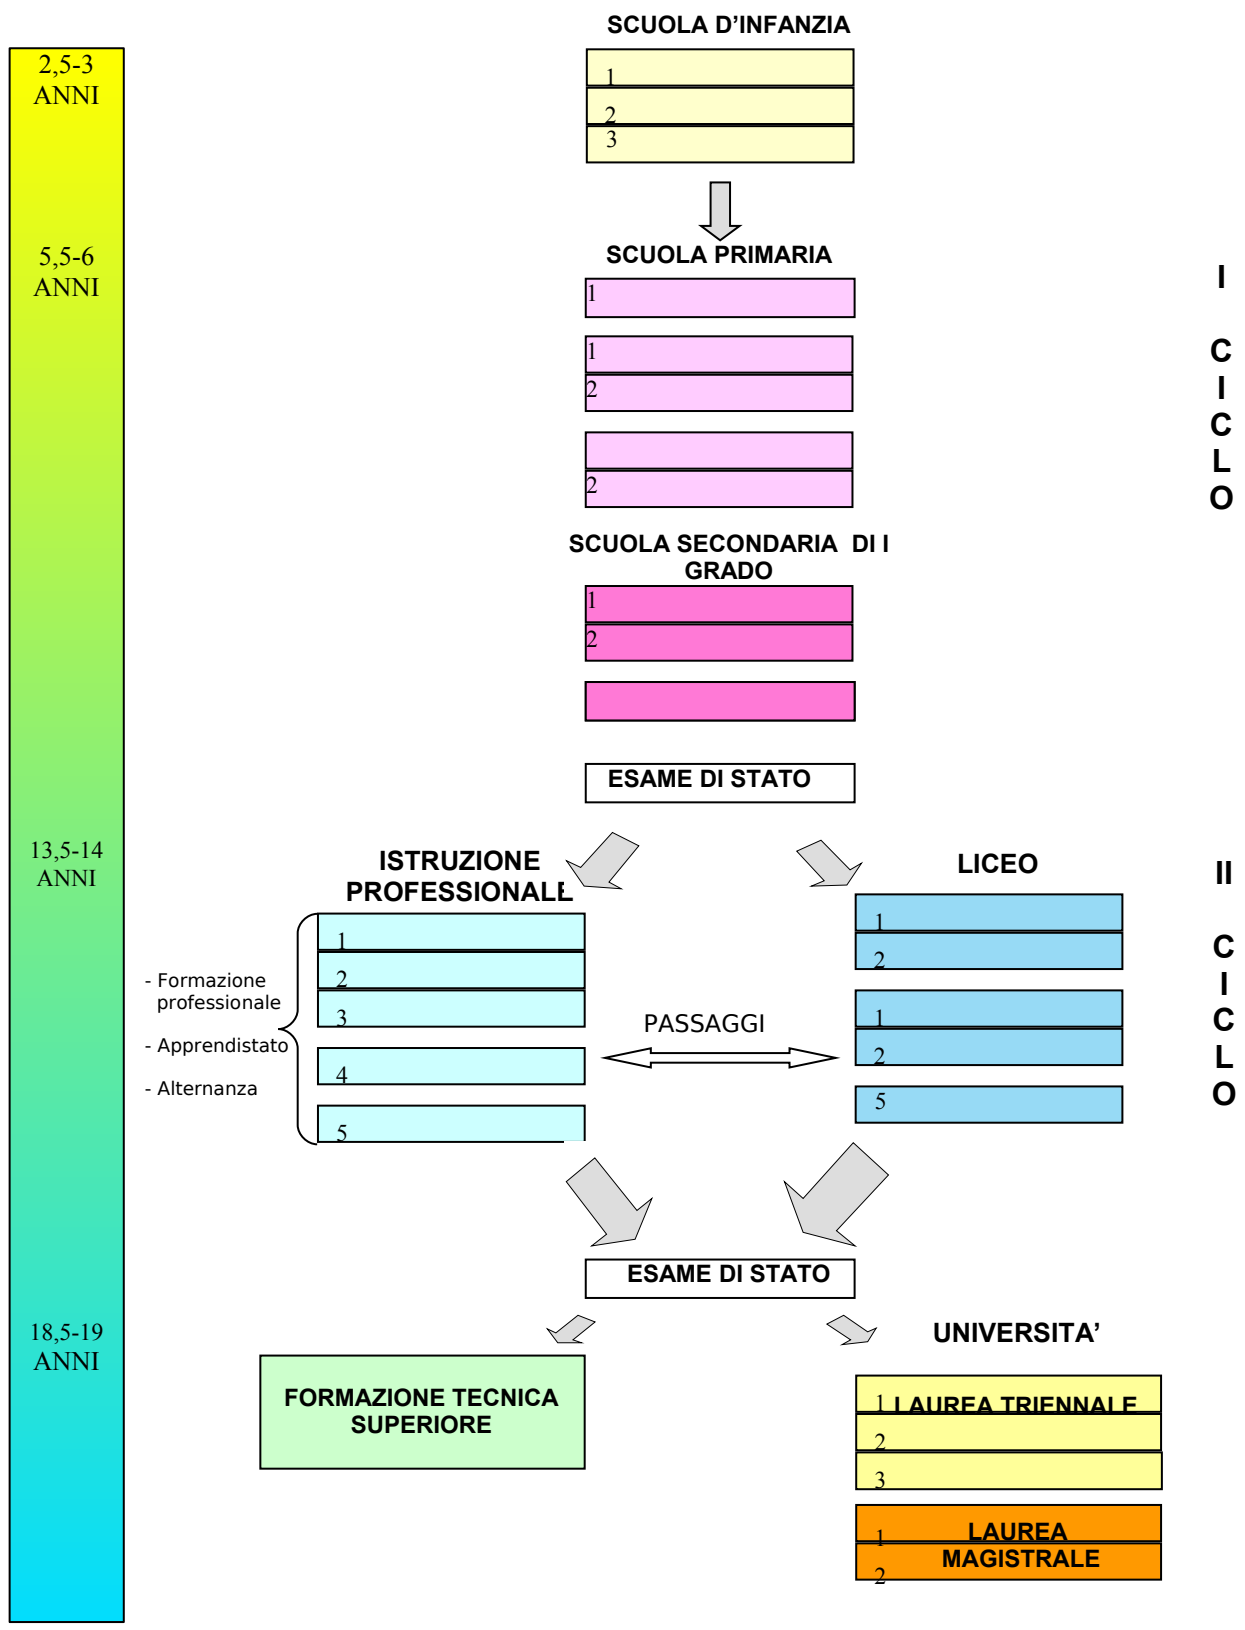 SCUOLA D'INFANZIA
2,5-3
ANNI
1
2
3
5,5-6
ANNI
SCUOLA PRIMARIA
1
1
2
2
I
C
I
C
L
O
SCUOLA SECONDARIA DI I
GRADO
1
2
ESAME DI STATO
13,5-14
ANNI
ISTRUZIONE
PROFESSIONALE
1
2
3
4
5
- Formazione
professionale
- Apprendistato
- Alternanza
PASSAGGI
LICEO
1
2
1
2
5
II
C
I
C
L
O
ESAME DI STATO
18,5-19
ANNI
FORMAZIONE TECNICA
SUPERIORE
UNIVERSITA’
1 LAUREA TRIENNALE
2
3
1 LAUREA
MAGISTRALE
2